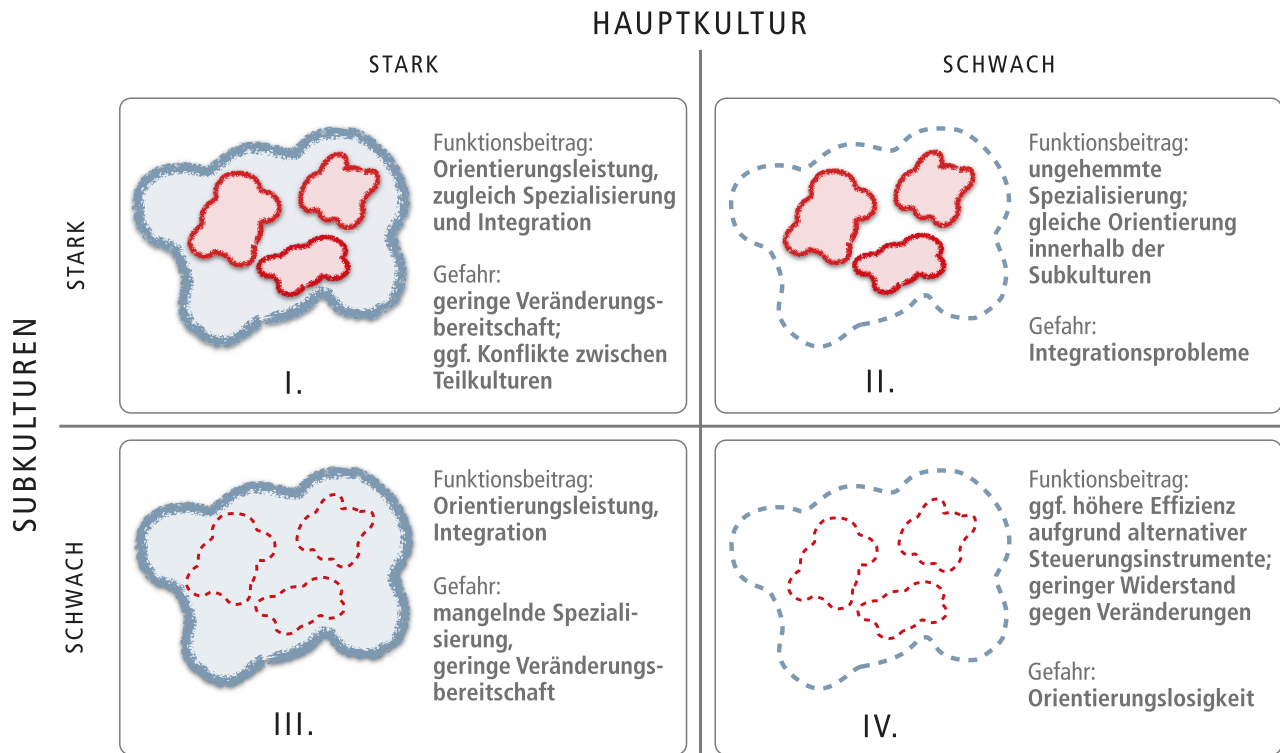 HAUPTKULTUR
STARK
SCHWACH
SUBKULTUREN
STARK
Funktionsbeitrag:
Orientierungsleistung,
zugleich Spezialisierung
und Integration
Gefahr:
geringe Veränderungs-
bereitschaft;
ggf. Konflikte zwischen
Teilkulturen
I.
Funktionsbeitrag:
ungehemmte
Spezialisierung;
gleiche Orientierung
innerhalb der
Subkulturen
Gefahr:
Integrationsprobleme
II.
SCHWACH
Funktionsbeitrag:
Orientierungsleistung,
Integration
Gefahr:
mangelnde Speziali-
sierung,
geringe Veränderungs-
bereitschaft
III.
Funktionsbeitrag:
ggf. höhere Effizienz
aufgrund alternativer
Steuerungsinstrumente;
geringer Widerstand
gegen Veränderungen
Gefahr:
Orientierungslosigkeit
IV.